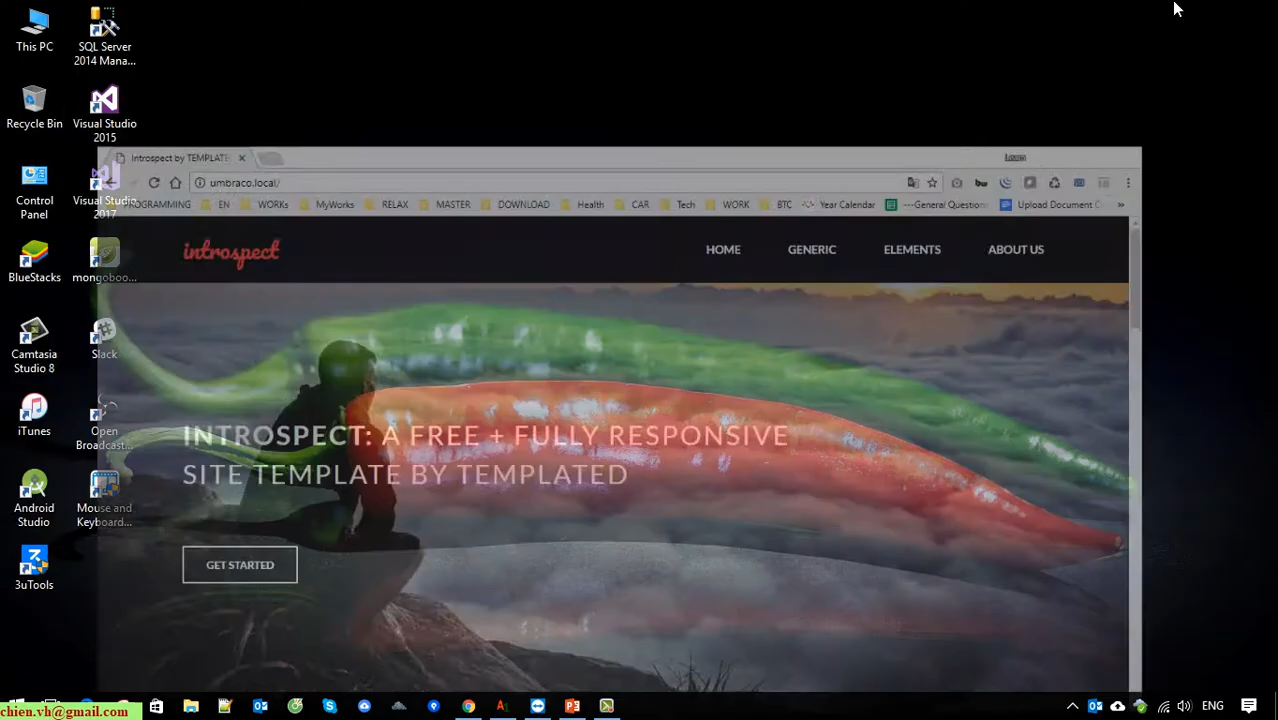 This PC
SQL Server
2014 Mana...
Recycle Bin
Visual Studio
2015
Control
Panel
Visual Studio
2017
BlueStacks
mongoboo...
Camtasia
Studio 8
Slack
iTunes
Open
Broadcast...
Android
Studio
Mouse and
Keyboard...
3uTools
Introspect by TEMPLATE
umbraco.local/
PROGRAMMING
EN
WORKs
MyWorks
RELAX
MASTER
DOWNLOAD
Health
CAR
Tech
WORK
BTC
Year Calendar
---General Question
Upload Document C
»
introspect
HOME
GENERIC
ELEMENTS
ABOUT US
INTROSPECT: A FREE + FULLY RESPONSIVE
SITE TEMPLATE BY TEMPLATED
GET STARTED
chien.vh@gmail.com
ENG